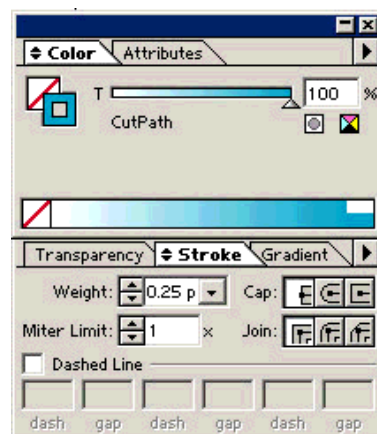 Color Attributes
T 100 %
CutPath
Transparency Stroke Gradient
Weight: 0.25 p Cap:
Miter Limit: 1 x Join:
Dashed Line
dash gap dash gap dash gap